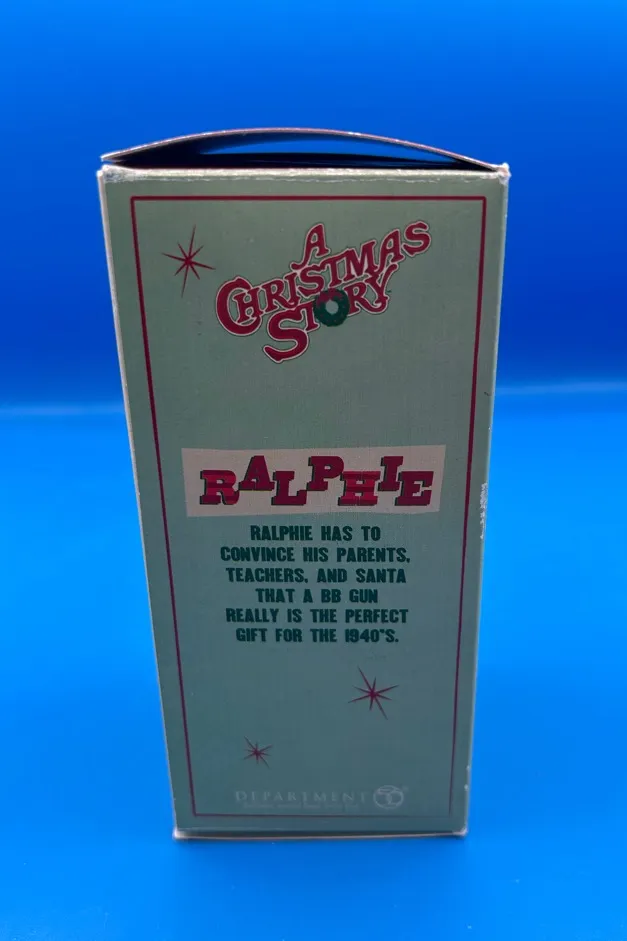 A
CHRISTMAS
STORY
RALPHIE
RALPHIE HAS TO
CONVINCE HIS PARENTS,
TEACHERS, AND SANTA
THAT A BB GUN
REALLY IS THE PERFECT
GIFT FOR THE 1940"S.
DEPARTMENT 56